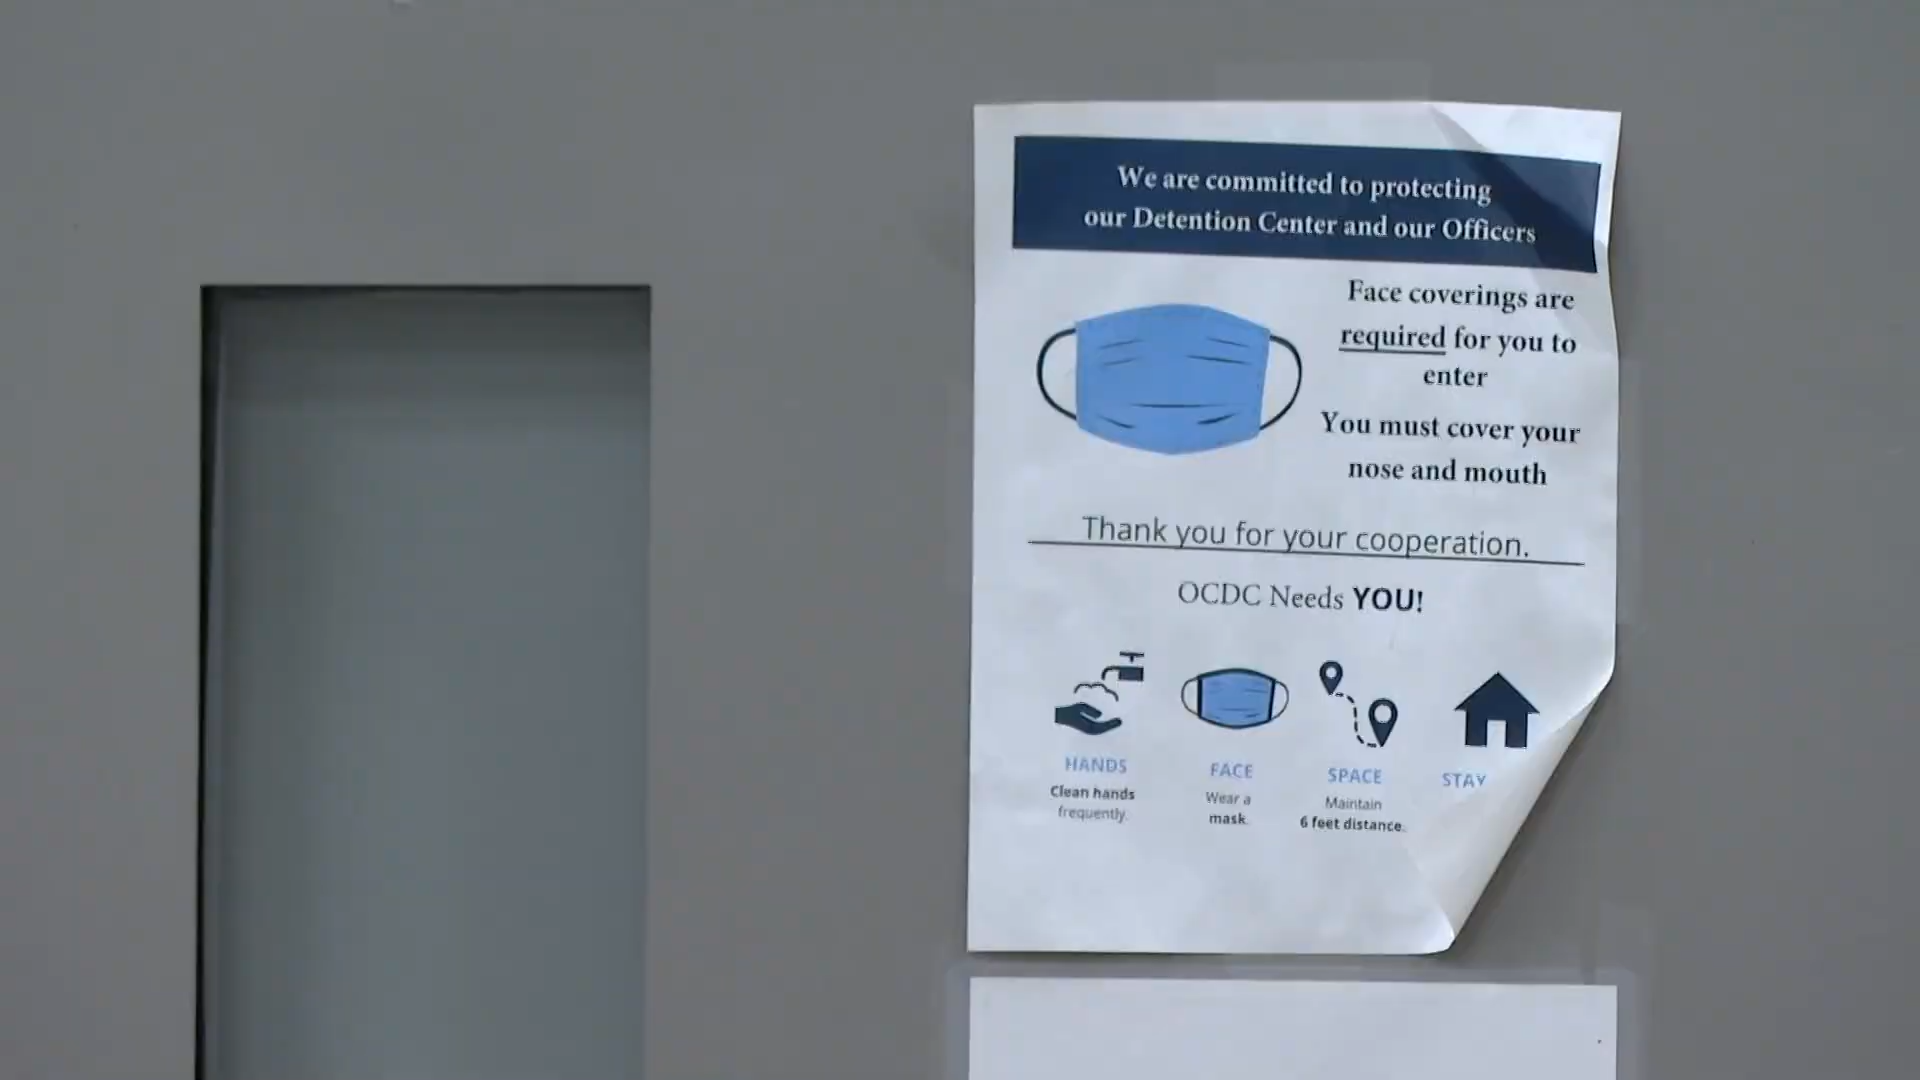 We are committed to protecting
our Detention Center and our Officers
Face coverings are
required for you to
enter
You must cover your
nose and mouth
Thank you for your cooperation.
OCDC Needs YOU!
HANDS
Clean hands
frequently.
FACE
Wear a
mask.
SPACE
Maintain
6 feet distance.
STAY